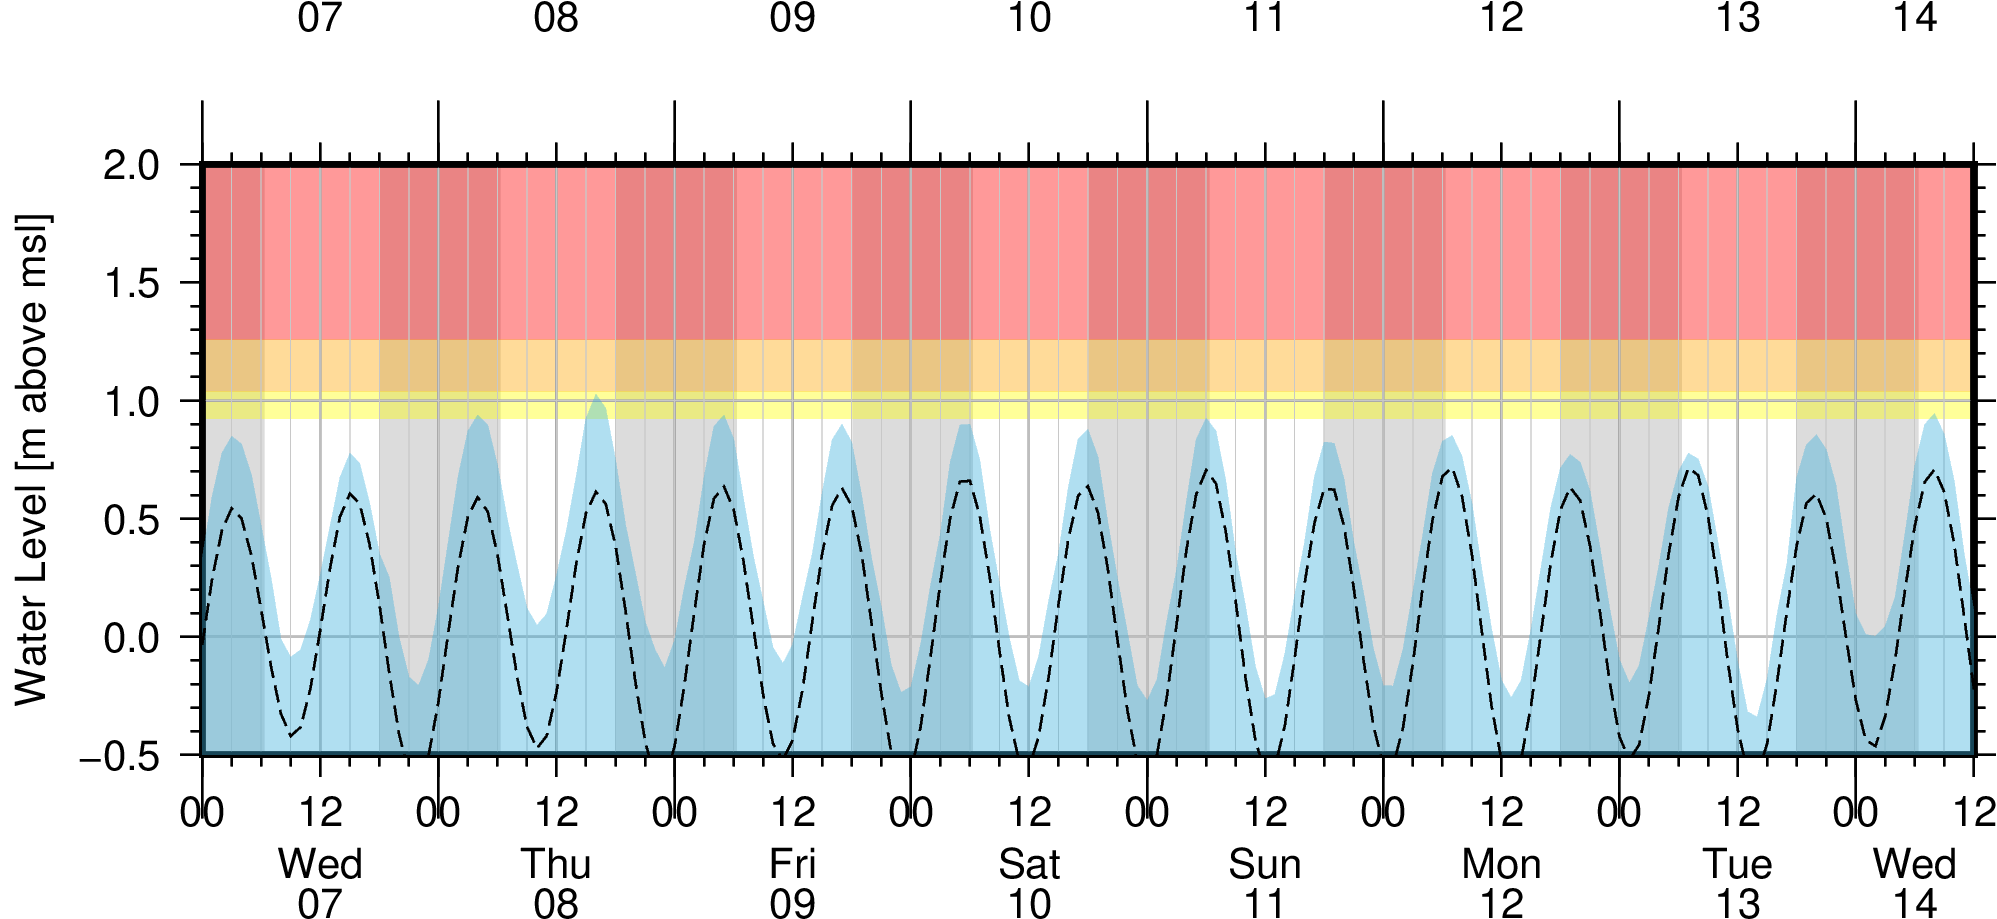 07 08 09 10 11 12 13 14
2.0
1.5
1.0
0.5
0.0
−0.5
Water Level [m above msl]
00 12 00 12 00 12 00 12 00 12 00 12 00 12 00 12
Wed Thu Fri Sat Sun Mon Tue Wed
07 08 09 10 11 12 13 14